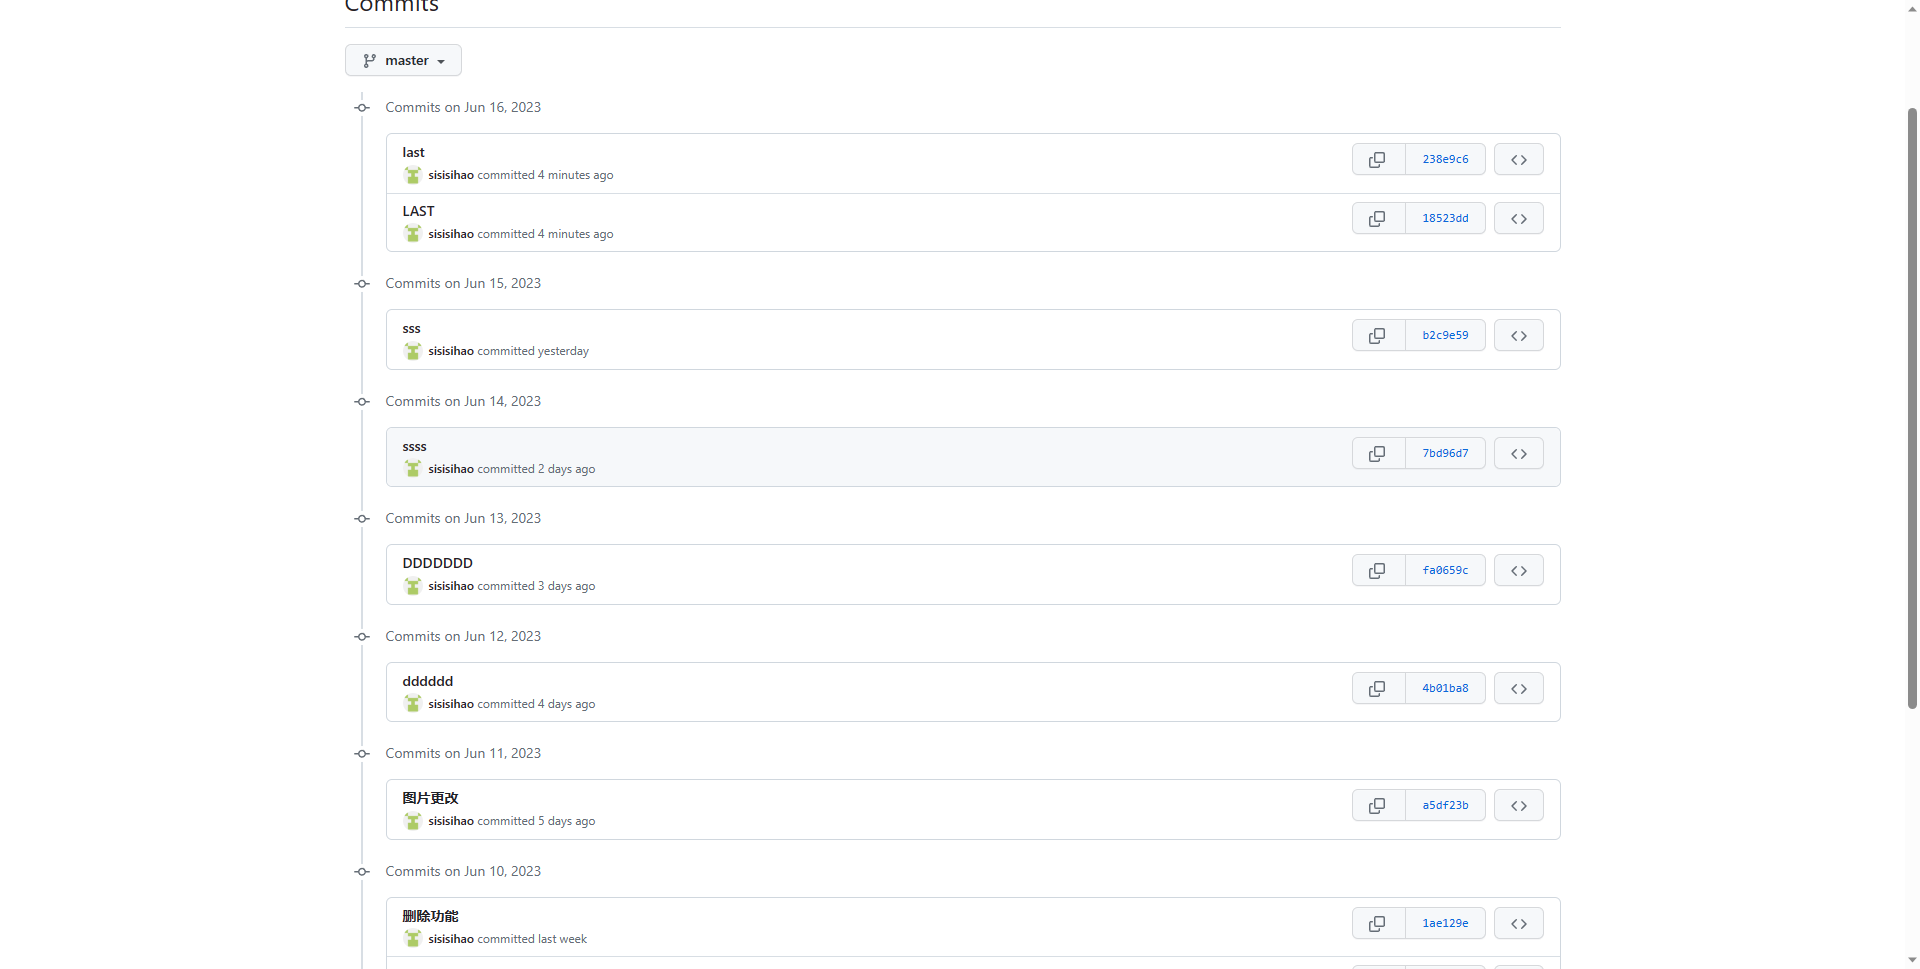 Commits
master
Commits on Jun 16, 2023
last
238e9c6
sisisihao committed 4 minutes ago
LAST
18523dd
sisisihao committed 4 minutes ago
Commits on Jun 15, 2023
sss
b2c9e59
sisisihao committed yesterday
Commits on Jun 14, 2023
ssss
7bd96d7
sisisihao committed 2 days ago
Commits on Jun 13, 2023
DDDDDDD
fa0659c
sisisihao committed 3 days ago
Commits on Jun 12, 2023
dddddd
4b01ba8
sisisihao committed 4 days ago
Commits on Jun 11, 2023
图片更改
a5df23b
sisisihao committed 5 days ago
Commits on Jun 10, 2023
删除功能
1ae129e
sisisihao committed last week